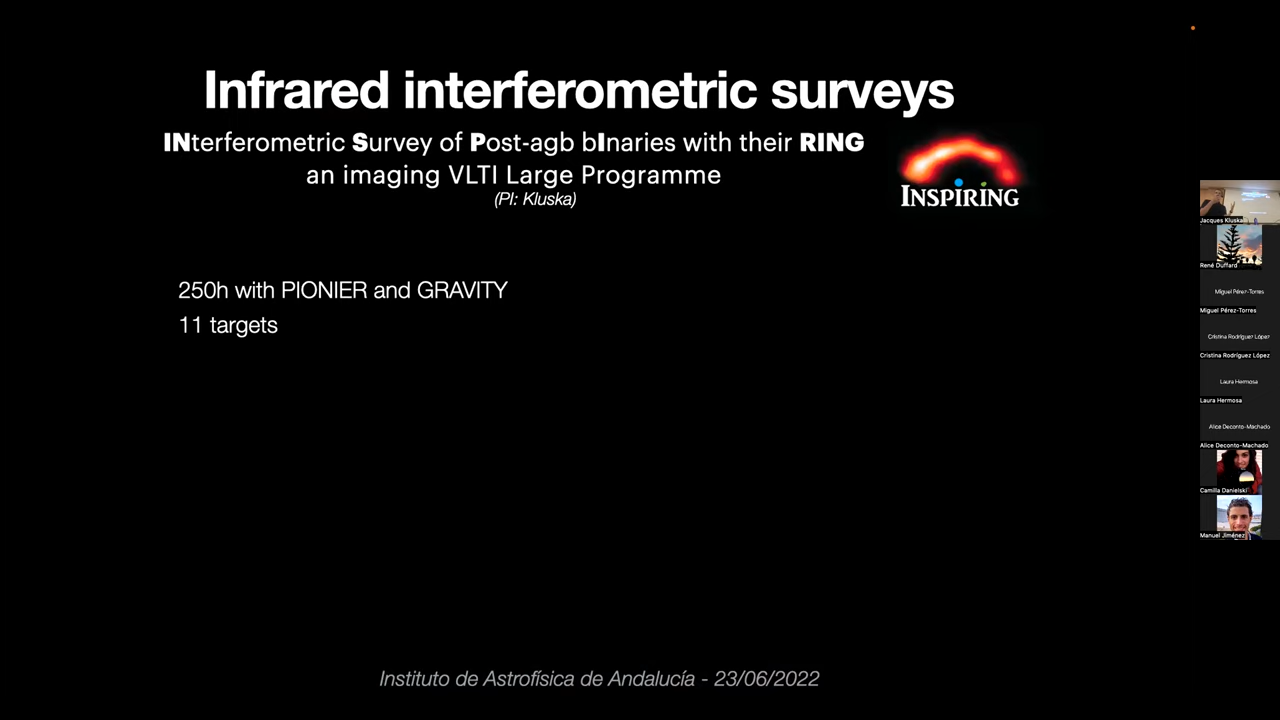 Infrared interferometric surveys
INterferometric Survey of Post-agb bInaries with their RING
an imaging VLTI Large Programme
(PI: Kluska)
INSPIRING
250h with PIONIER and GRAVITY
11 targets
Instituto de Astrofísica de Andalucía - 23/06/2022
Jacques Kluska
René Duffard
Miguel Pérez-Torres
Miguel Pérez-Torres
Cristina Rodríguez López
Cristina Rodríguez López
Laura Hermosa
Laura Hermosa
Alice Deconto-Machado
Alice Deconto-Machado
Camilla Danielski
Manuel Jiménez